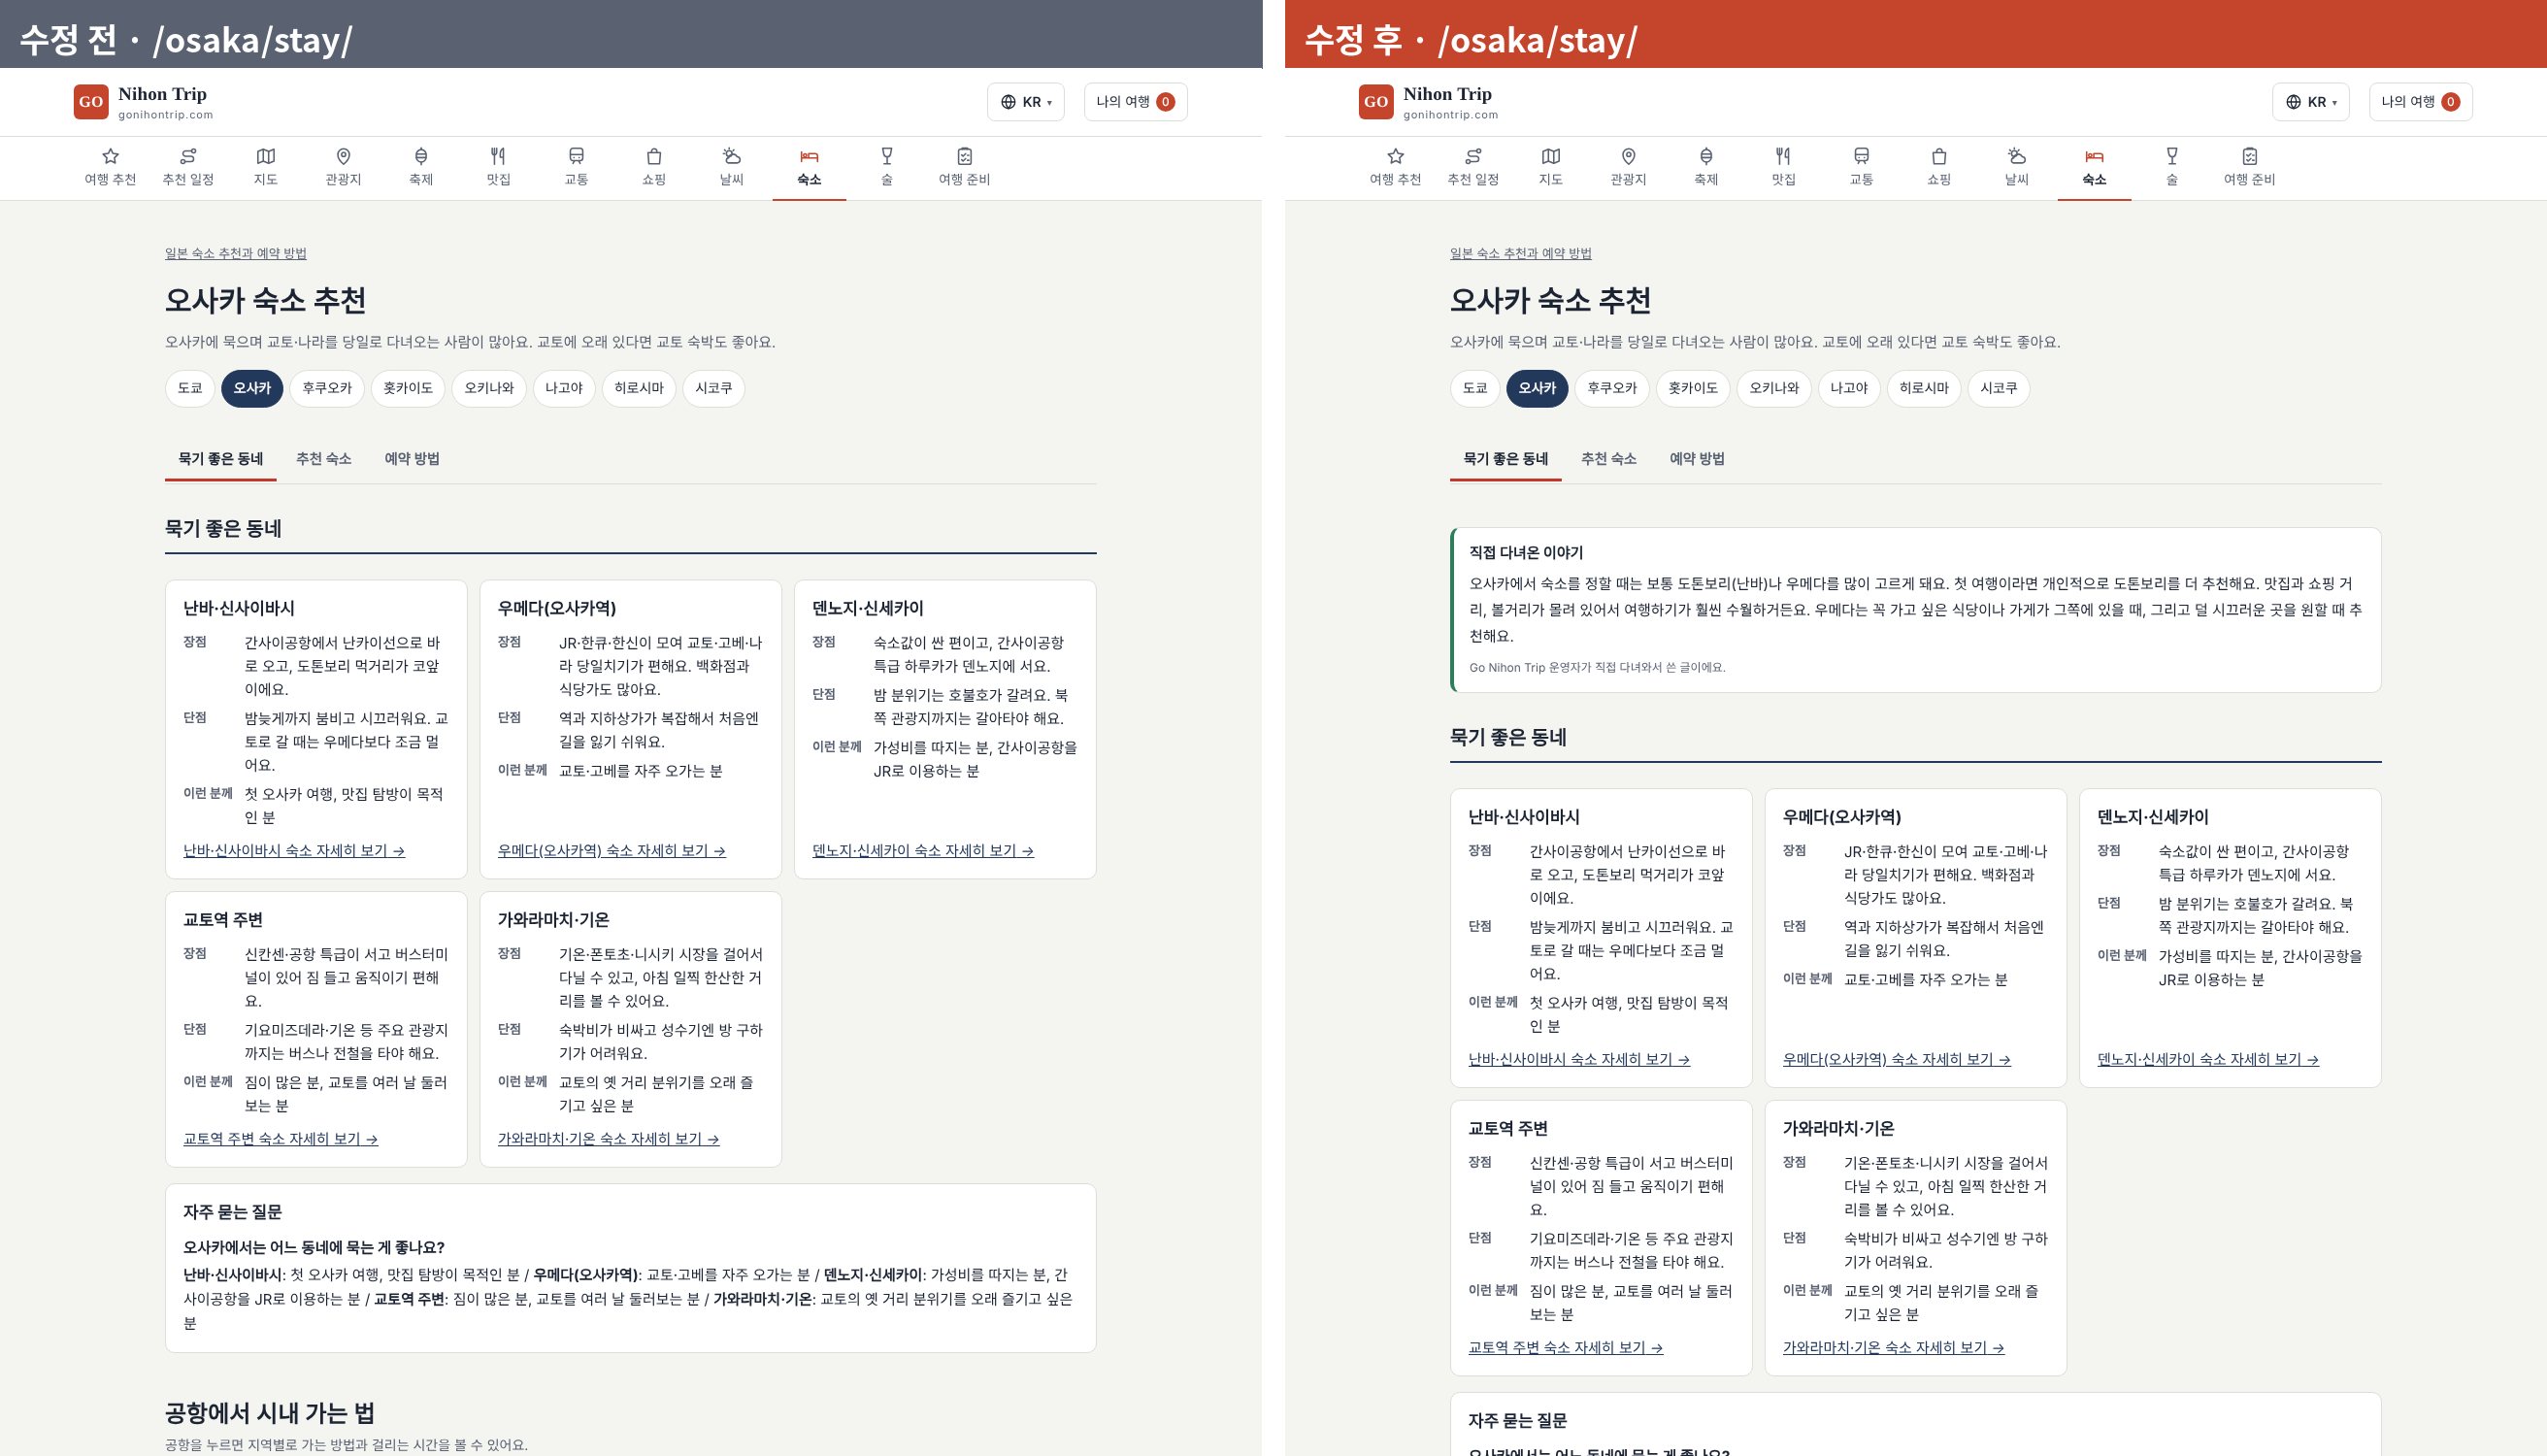 수정 전 · /osaka/stay/
GO
Nihon Trip
gonihontrip.com
KR ▾
나의 여행 0
여행 추천
추천 일정
지도
관광지
축제
맛집
교통
쇼핑
날씨
숙소
술
여행 준비
일본 숙소 추천과 예약 방법
오사카 숙소 추천
오사카에 묵으며 교토·나라를 당일로 다녀오는 사람이 많아요. 교토에 오래 있다면 교토 숙박도 좋아요.
도쿄
오사카
후쿠오카
홋카이도
오키나와
나고야
히로시마
시코쿠
묵기 좋은 동네
추천 숙소
예약 방법
묵기 좋은 동네
난바·신사이바시
장점
간사이공항에서 난카이선으로 바
로 오고, 도톤보리 먹거리가 코앞
이에요.
단점
밤늦게까지 붐비고 시끄러워요. 교
토로 갈 때는 우메다보다 조금 멀
어요.
이런 분께
첫 오사카 여행, 맛집 탐방이 목적
인 분
난바·신사이바시 숙소 자세히 보기 →
우메다(오사카역)
장점
JR·한큐·한신이 모여 교토·고베·나
라 당일치기가 편해요. 백화점과
식당가도 많아요.
단점
역과 지하상가가 복잡해서 처음엔
길을 잃기 쉬워요.
이런 분께
교토·고베를 자주 오가는 분
우메다(오사카역) 숙소 자세히 보기 →
덴노지·신세카이
장점
숙소값이 싼 편이고, 간사이공항
특급 하루카가 덴노지에 서요.
단점
밤 분위기는 호불호가 갈려요. 북
쪽 관광지까지는 갈아타야 해요.
이런 분께
가성비를 따지는 분, 간사이공항을
JR로 이용하는 분
덴노지·신세카이 숙소 자세히 보기 →
교토역 주변
장점
신칸센·공항 특급이 서고 버스터미
널이 있어 짐 들고 움직이기 편해
요.
단점
기요미즈데라·기온 등 주요 관광지
까지는 버스나 전철을 타야 해요.
이런 분께
짐이 많은 분, 교토를 여러 날 둘러
보는 분
교토역 주변 숙소 자세히 보기 →
가와라마치·기온
장점
기온·폰토초·니시키 시장을 걸어서
다닐 수 있고, 아침 일찍 한산한 거
리를 볼 수 있어요.
단점
숙박비가 비싸고 성수기엔 방 구하
기가 어려워요.
이런 분께
교토의 옛 거리 분위기를 오래 즐
기고 싶은 분
가와라마치·기온 숙소 자세히 보기 →
자주 묻는 질문
오사카에서는 어느 동네에 묵는 게 좋나요?
난바·신사이바시: 첫 오사카 여행, 맛집 탐방이 목적인 분 / 우메다(오사카역): 교토·고베를 자주 오가는 분 / 덴노지·신세카이: 가성비를 따지는 분, 간
사이공항을 JR로 이용하는 분 / 교토역 주변: 짐이 많은 분, 교토를 여러 날 둘러보는 분 / 가와라마치·기온: 교토의 옛 거리 분위기를 오래 즐기고 싶은
분
공항에서 시내 가는 법
공항을 누르면 지역별로 가는 방법과 걸리는 시간을 볼 수 있어요.
수정 후 · /osaka/stay/
GO
Nihon Trip
gonihontrip.com
KR ▾
나의 여행 0
여행 추천
추천 일정
지도
관광지
축제
맛집
교통
쇼핑
날씨
숙소
술
여행 준비
일본 숙소 추천과 예약 방법
오사카 숙소 추천
오사카에 묵으며 교토·나라를 당일로 다녀오는 사람이 많아요. 교토에 오래 있다면 교토 숙박도 좋아요.
도쿄
오사카
후쿠오카
홋카이도
오키나와
나고야
히로시마
시코쿠
묵기 좋은 동네
추천 숙소
예약 방법
직접 다녀온 이야기
오사카에서 숙소를 정할 때는 보통 도톤보리(난바)나 우메다를 많이 고르게 돼요. 첫 여행이라면 개인적으로 도톤보리를 더 추천해요. 맛집과 쇼핑 거
리, 볼거리가 몰려 있어서 여행하기가 훨씬 수월하거든요. 우메다는 꼭 가고 싶은 식당이나 가게가 그쪽에 있을 때, 그리고 덜 시끄러운 곳을 원할 때 추
천해요.
Go Nihon Trip 운영자가 직접 다녀와서 쓴 글이에요.
묵기 좋은 동네
난바·신사이바시
장점
간사이공항에서 난카이선으로 바
로 오고, 도톤보리 먹거리가 코앞
이에요.
단점
밤늦게까지 붐비고 시끄러워요. 교
토로 갈 때는 우메다보다 조금 멀
어요.
이런 분께
첫 오사카 여행, 맛집 탐방이 목적
인 분
난바·신사이바시 숙소 자세히 보기 →
우메다(오사카역)
장점
JR·한큐·한신이 모여 교토·고베·나
라 당일치기가 편해요. 백화점과
식당가도 많아요.
단점
역과 지하상가가 복잡해서 처음엔
길을 잃기 쉬워요.
이런 분께
교토·고베를 자주 오가는 분
우메다(오사카역) 숙소 자세히 보기 →
덴노지·신세카이
장점
숙소값이 싼 편이고, 간사이공항
특급 하루카가 덴노지에 서요.
단점
밤 분위기는 호불호가 갈려요. 북
쪽 관광지까지는 갈아타야 해요.
이런 분께
가성비를 따지는 분, 간사이공항을
JR로 이용하는 분
덴노지·신세카이 숙소 자세히 보기 →
교토역 주변
장점
신칸센·공항 특급이 서고 버스터미
널이 있어 짐 들고 움직이기 편해
요.
단점
기요미즈데라·기온 등 주요 관광지
까지는 버스나 전철을 타야 해요.
이런 분께
짐이 많은 분, 교토를 여러 날 둘러
보는 분
교토역 주변 숙소 자세히 보기 →
가와라마치·기온
장점
기온·폰토초·니시키 시장을 걸어서
다닐 수 있고, 아침 일찍 한산한 거
리를 볼 수 있어요.
단점
숙박비가 비싸고 성수기엔 방 구하
기가 어려워요.
이런 분께
교토의 옛 거리 분위기를 오래 즐
기고 싶은 분
가와라마치·기온 숙소 자세히 보기 →
자주 묻는 질문
오사카에서는 어느 동네에 묵는 게 좋나요?